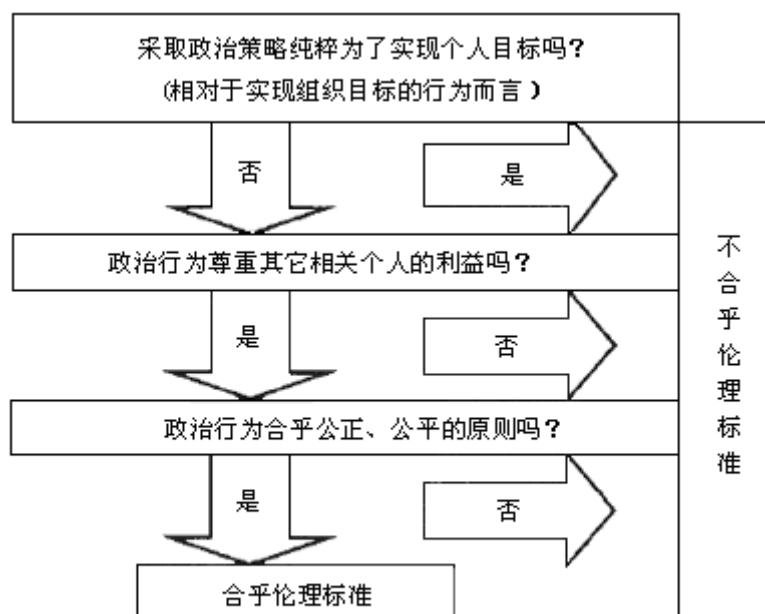 采取政治策略纯粹为了实现个人目标吗？
(相对于实现组织目标的行为而言)
否
是
政治行为尊重其它相关个人的利益吗？
是
否
政治行为合乎公正、公平的原则吗？
是
否
合乎伦理标准
不
合
乎
伦
理
标
准